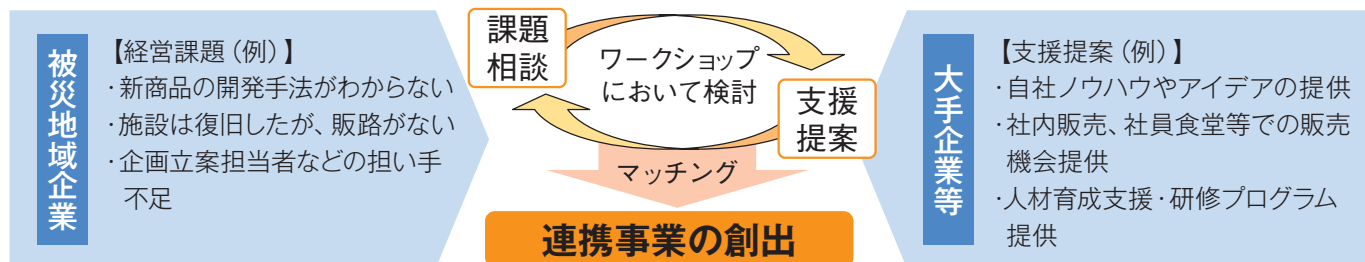 被災地域企業
【経営課題(例)】
・新商品の開発手法がわからない
・施設は復旧したが、販路がない
・企画立案担当者などの担い手
不足
課題
相談
ワークショップ
において検討
支援
提案
マッチング
連携事業の創出
大手企業等
【支援提案(例)】
・自社ノウハウやアイデアの提供
・社内販売、社員食堂等での販売
機会提供
・人材育成支援・研修プログラム
提供